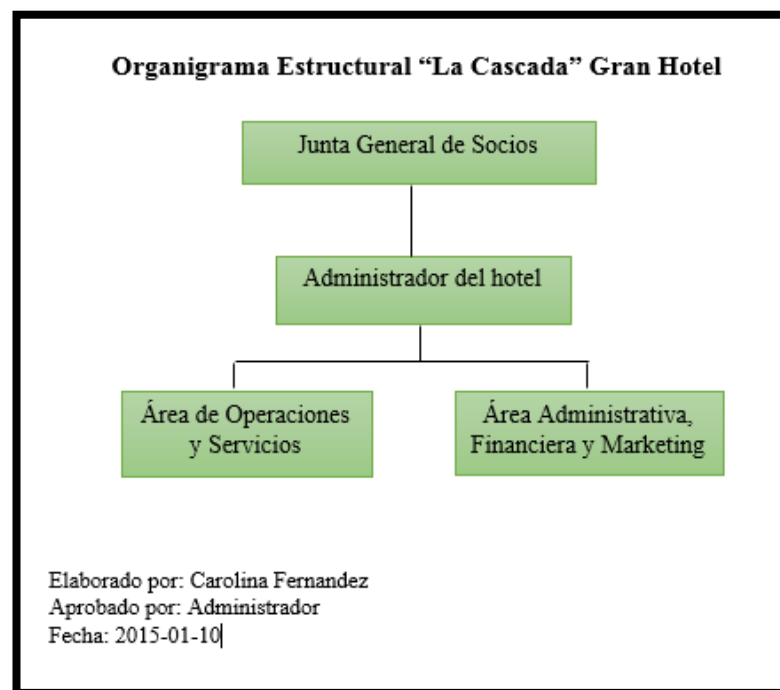 Organigrama Estructural “La Cascada” Gran Hotel
Junta General de Socios
Administrador del hotel
Área de Operaciones
y Servicios
Área Administrativa,
Financiera y Marketing
Elaborado por: Carolina Fernandez
Aprobado por: Administrador
Fecha: 2015-01-10